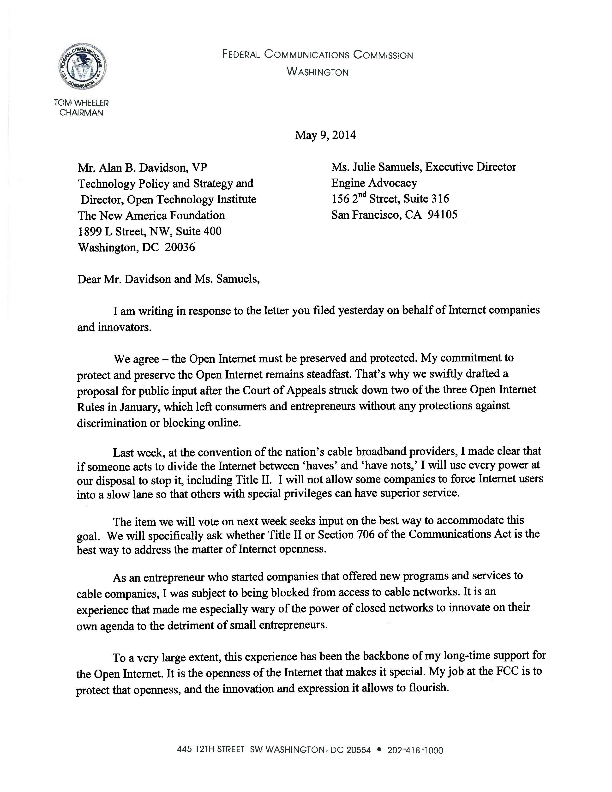 FEDERAL COMMUNICATIONS COMMISSION
WASHINGTON
TOM WHEELER
CHAIRMAN
May 9, 2014
Mr. Alan B. Davidson, VP
Technology Policy and Strategy and
Director, Open Technology Institute
The New America Foundation
1899 L Street, NW, Suite 400
Washington, DC 20036
Ms. Julie Samuels, Executive Director
Engine Advocacy
156 2nd Street, Suite 316
San Francisco, CA 94105
Dear Mr. Davidson and Ms. Samuels,
I am writing in response to the letter you filed yesterday on behalf of Internet companies
and innovators.
We agree – the Open Internet must be preserved and protected. My commitment to
protect and preserve the Open Internet remains steadfast. That's why we swiftly drafted a
proposal for public input after the Court of Appeals struck down two of the three Open Internet
Rules in January, which left consumers and entrepreneurs without any protections against
discrimination or blocking online.
Last week, at the convention of the nation's cable broadband providers, I made clear that
if someone acts to divide the Internet between 'haves' and 'have nots,' I will use every power at
our disposal to stop it, including Title II. I will not allow some companies to force Internet users
into a slow lane so that others with special privileges can have superior service.
The item we will vote on next week seeks input on the best way to accommodate this
goal. We will specifically ask whether Title II or Section 706 of the Communications Act is the
best way to address the matter of Internet openness.
As an entrepreneur who started companies that offered new programs and services to
cable companies, I was subject to being blocked from access to cable networks. It is an
experience that made me especially wary of the power of closed networks to innovate on their
own agenda to the detriment of small entrepreneurs.
To a very large extent, this experience has been the backbone of my long-time support for
the Open Internet. It is the openness of the Internet that makes it special. My job at the FCC is to
protect that openness, and the innovation and expression it allows to flourish.
445 12TH STREET SW WASHINGTON, DC 20554 • 202-418-1000